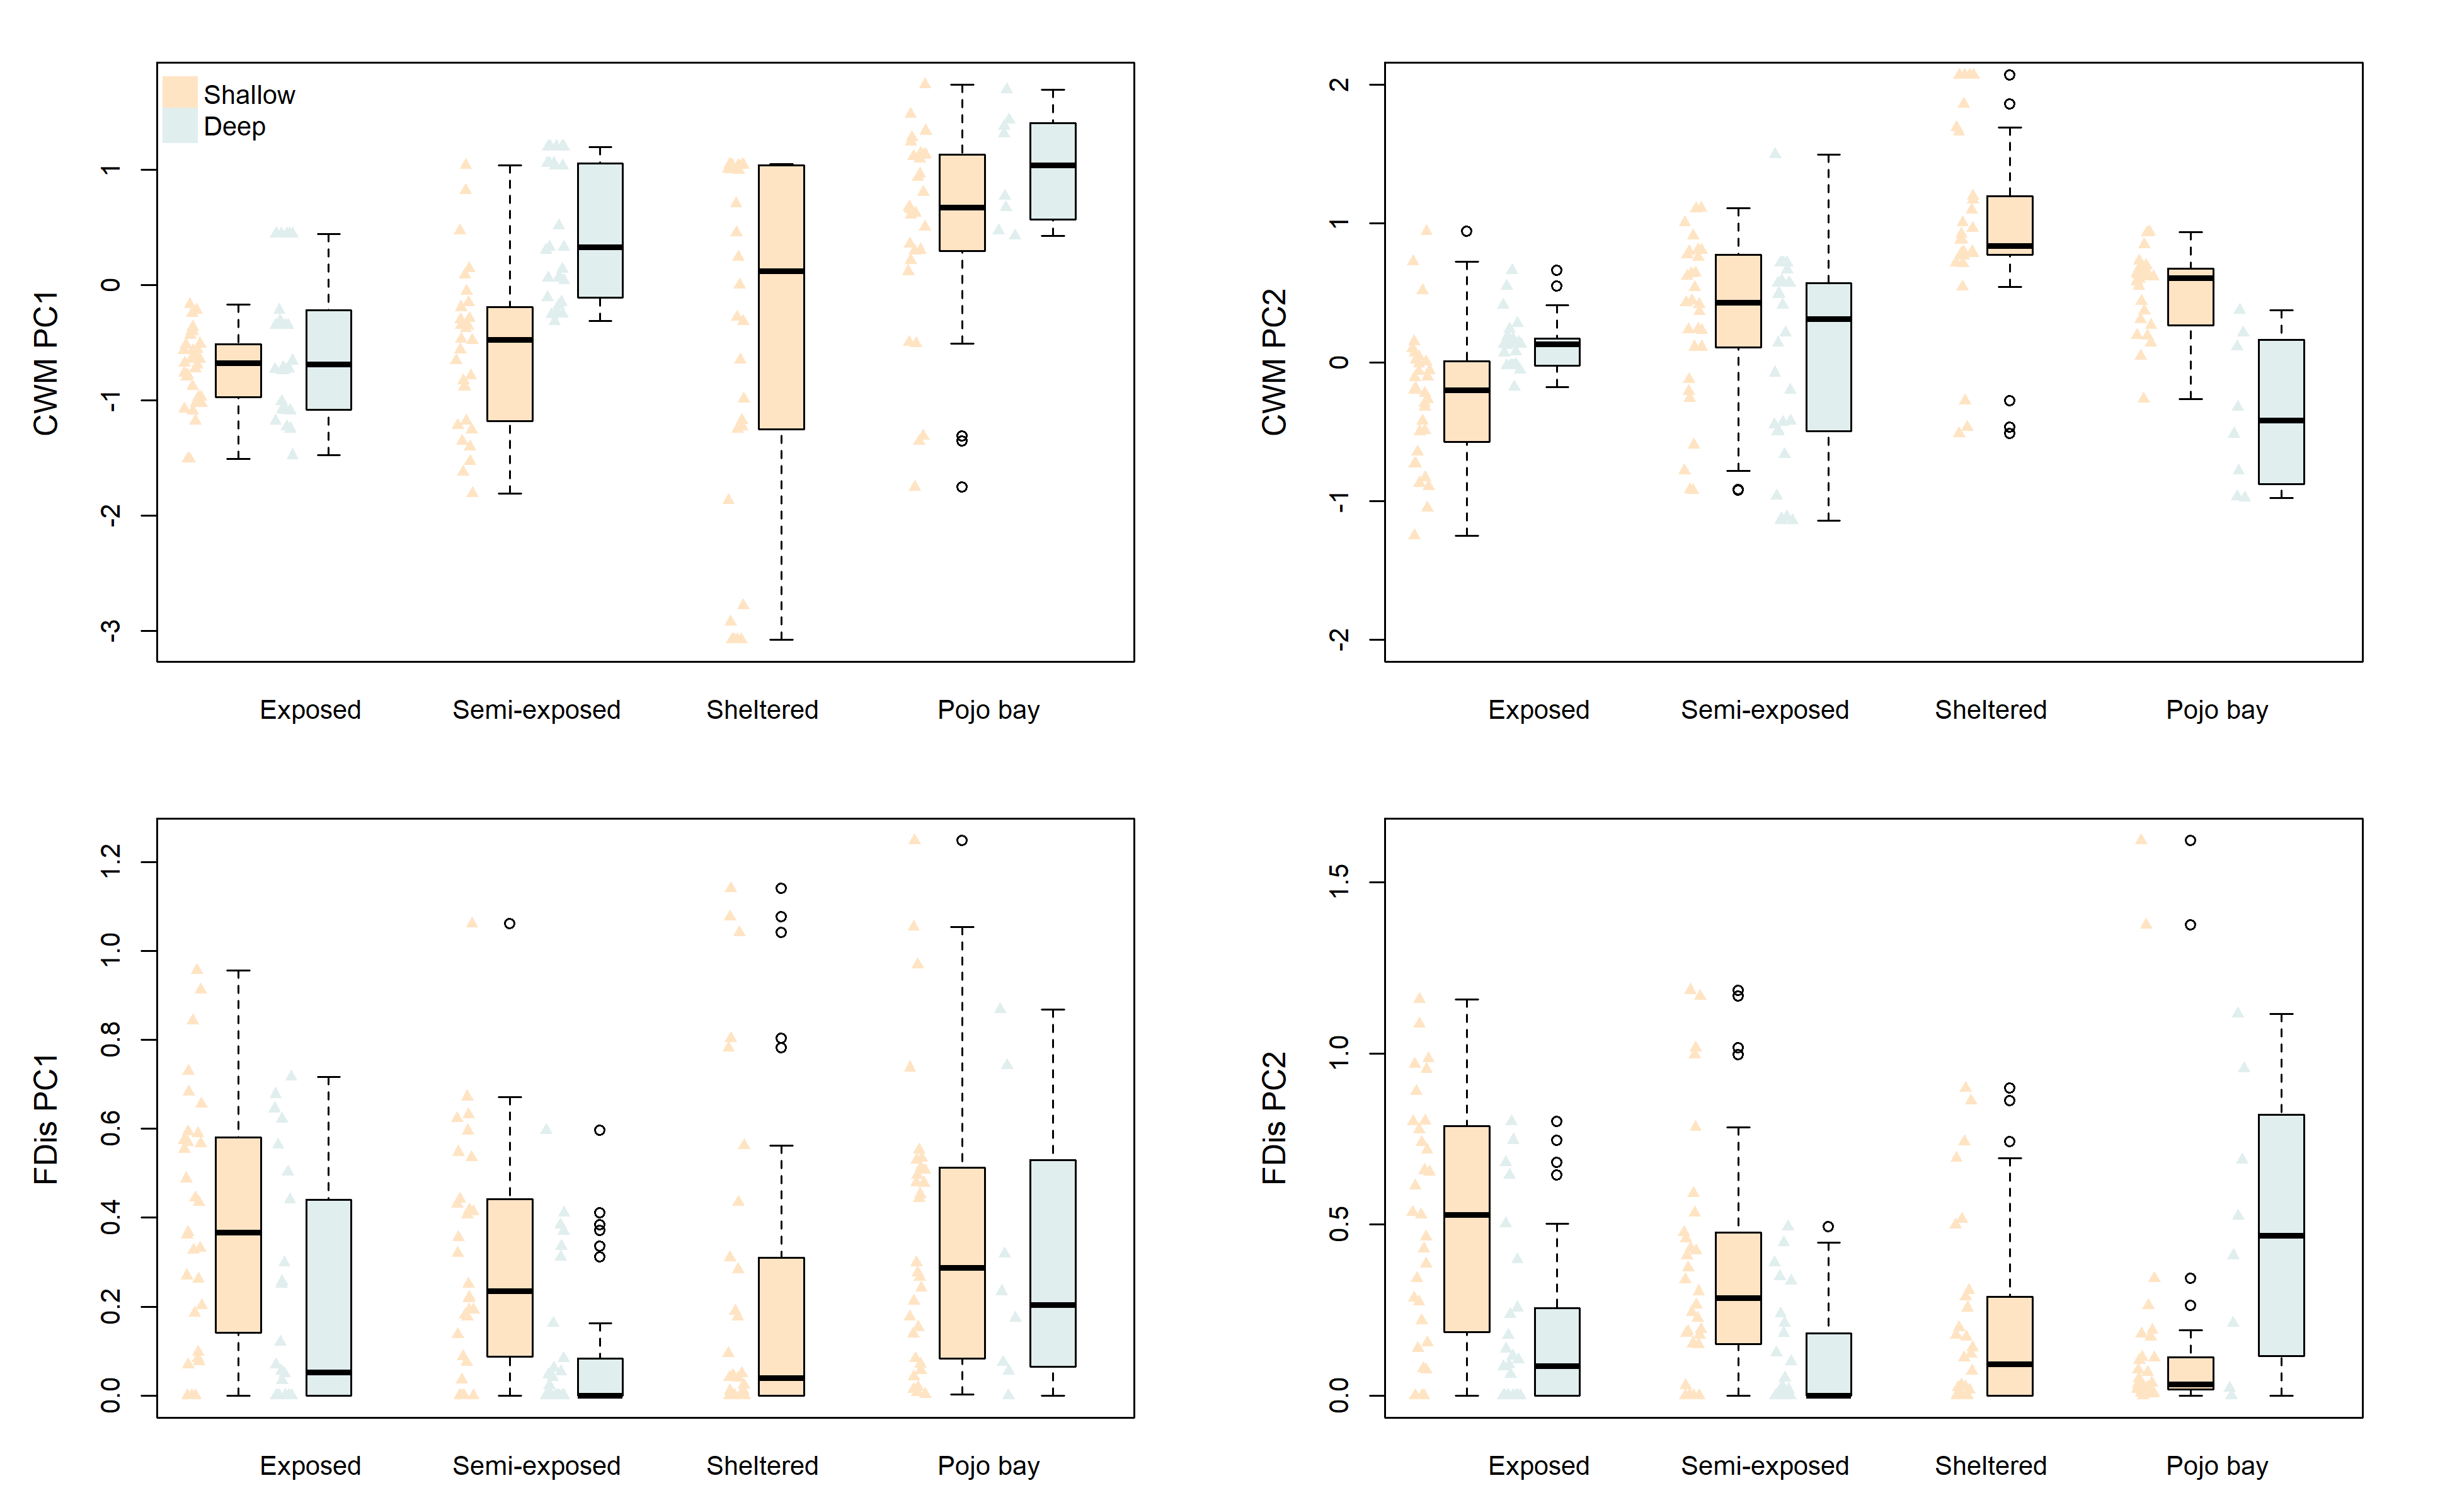 Shallow
Deep
CWM PC1
1
0
-1
-2
-3
Exposed Semi-exposed Sheltered Pojo bay
CWM PC2
2
1
0
-1
-2
Exposed Semi-exposed Sheltered Pojo bay
FDis PC1
1.2
1.0
0.8
0.6
0.4
0.2
0.0
Exposed Semi-exposed Sheltered Pojo bay
FDis PC2
1.5
1.0
0.5
0.0
Exposed Semi-exposed Sheltered Pojo bay